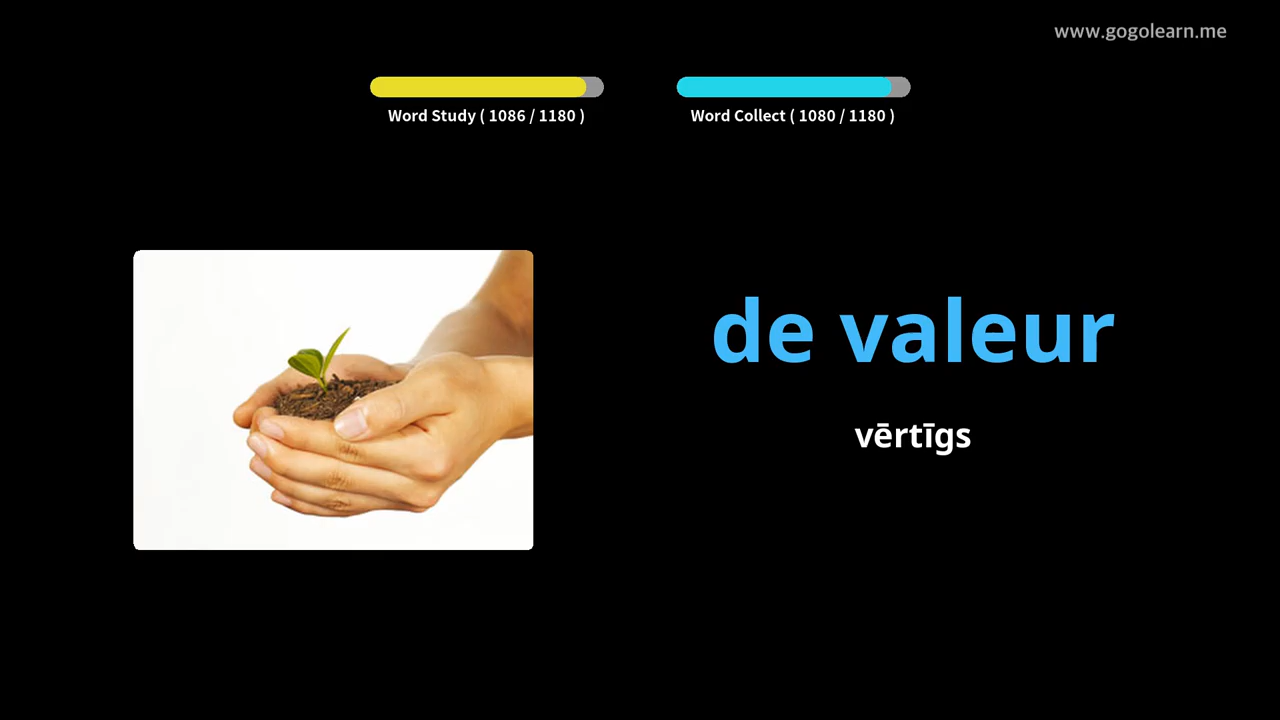 www.gogolearn.me
Word Study ( 1086 / 1180 )
Word Collect ( 1080 / 1180 )
de valeur
vērtīgs